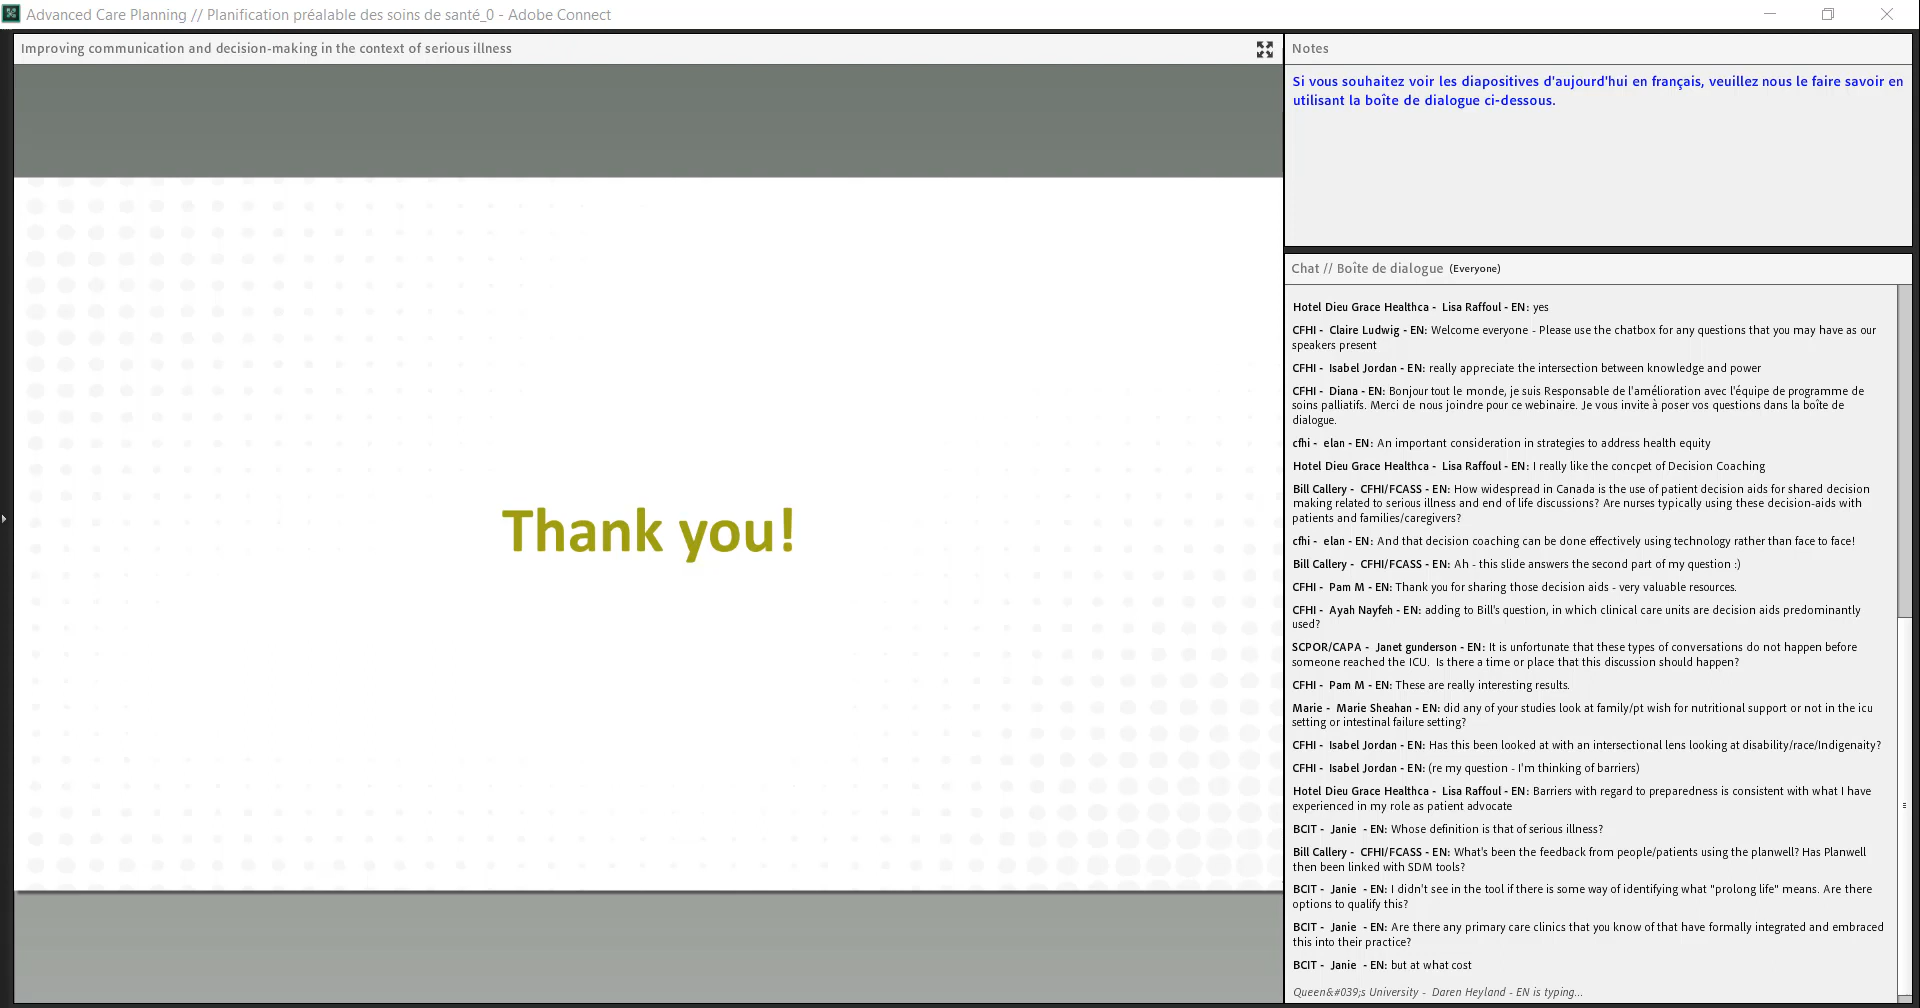 Advanced Care Planning // Planification préalable des soins de santé_0 - Adobe Connect
Improving communication and decision-making in the context of serious illness
Thank you!
Notes
Si vous souhaitez voir les diapositives d'aujourd'hui en français, veuillez nous le faire savoir en
utilisant la boîte de dialogue ci-dessous.
Chat // Boîte de dialogue (Everyone)
Hotel Dieu Grace Healthca - Lisa Raffoul - EN: yes
CFHI - Claire Ludwig - EN: Welcome everyone - Please use the chatbox for any questions that you may have as our
speakers present
CFHI - Isabel Jordan - EN: really appreciate the intersection between knowledge and power
CFHI - Diana - EN: Bonjour tout le monde, je suis Responsable de l'amélioration avec l'équipe de programme de
soins palliatifs. Merci de nous joindre pour ce webinaire. Je vous invite à poser vos questions dans la boîte de
dialogue.
cfhi - elan - EN: An important consideration in strategies to address health equity
Hotel Dieu Grace Healthca - Lisa Raffoul - EN: I really like the concpet of Decision Coaching
Bill Callery - CFHI/FCASS - EN: How widespread in Canada is the use of patient decision aids for shared decision
making related to serious illness and end of life discussions? Are nurses typically using these decision-aids with
patients and families/caregivers?
cfhi - elan - EN: And that decision coaching can be done effectively using technology rather than face to face!
Bill Callery - CFHI/FCASS - EN: Ah - this slide answers the second part of my question :)
CFHI - Pam M - EN: Thank you for sharing those decision aids - very valuable resources.
CFHI - Ayah Nayfeh - EN: adding to Bill's question, in which clinical care units are decision aids predominantly
used?
SCPOR/CAPA - Janet gunderson - EN: It is unfortunate that these types of conversations do not happen before
someone reached the ICU. Is there a time or place that this discussion should happen?
CFHI - Pam M - EN: These are really interesting results.
Marie - Marie Sheahan - EN: did any of your studies look at family/pt wish for nutritional support or not in the icu
setting or intestinal failure setting?
CFHI - Isabel Jordan - EN: Has this been looked at with an intersectional lens looking at disability/race/Indigenaity?
CFHI - Isabel Jordan - EN: (re my question - I'm thinking of barriers)
Hotel Dieu Grace Healthca - Lisa Raffoul - EN: Barriers with regard to preparedness is consistent with what I have
experienced in my role as patient advocate
BCIT - Janie - EN: Whose definition is that of serious illness?
Bill Callery - CFHI/FCASS - EN: What's been the feedback from people/patients using the planwell? Has Planwell
then been linked with SDM tools?
BCIT - Janie - EN: I didn't see in the tool if there is some way of identifying what "prolong life" means. Are there
options to qualify this?
BCIT - Janie - EN: Are there any primary care clinics that you know of that have formally integrated and embraced
this into their practice?
BCIT - Janie - EN: but at what cost
Queen&#039;s University - Daren Heyland - EN is typing...